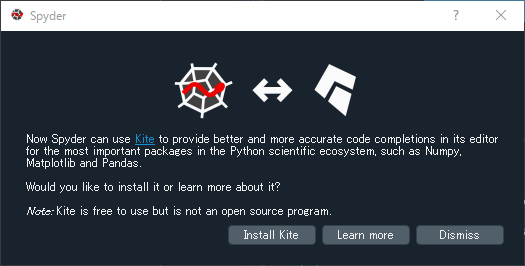 Spyder
Now Spyder can use Kite to provide better and more accurate code completions in its editor
for the most important packages in the Python scientific ecosystem, such as Numpy,
Matplotlib and Pandas.
Would you like to install it or learn more about it?
Note: Kite is free to use but is not an open source program.
Install Kite Learn more Dismiss